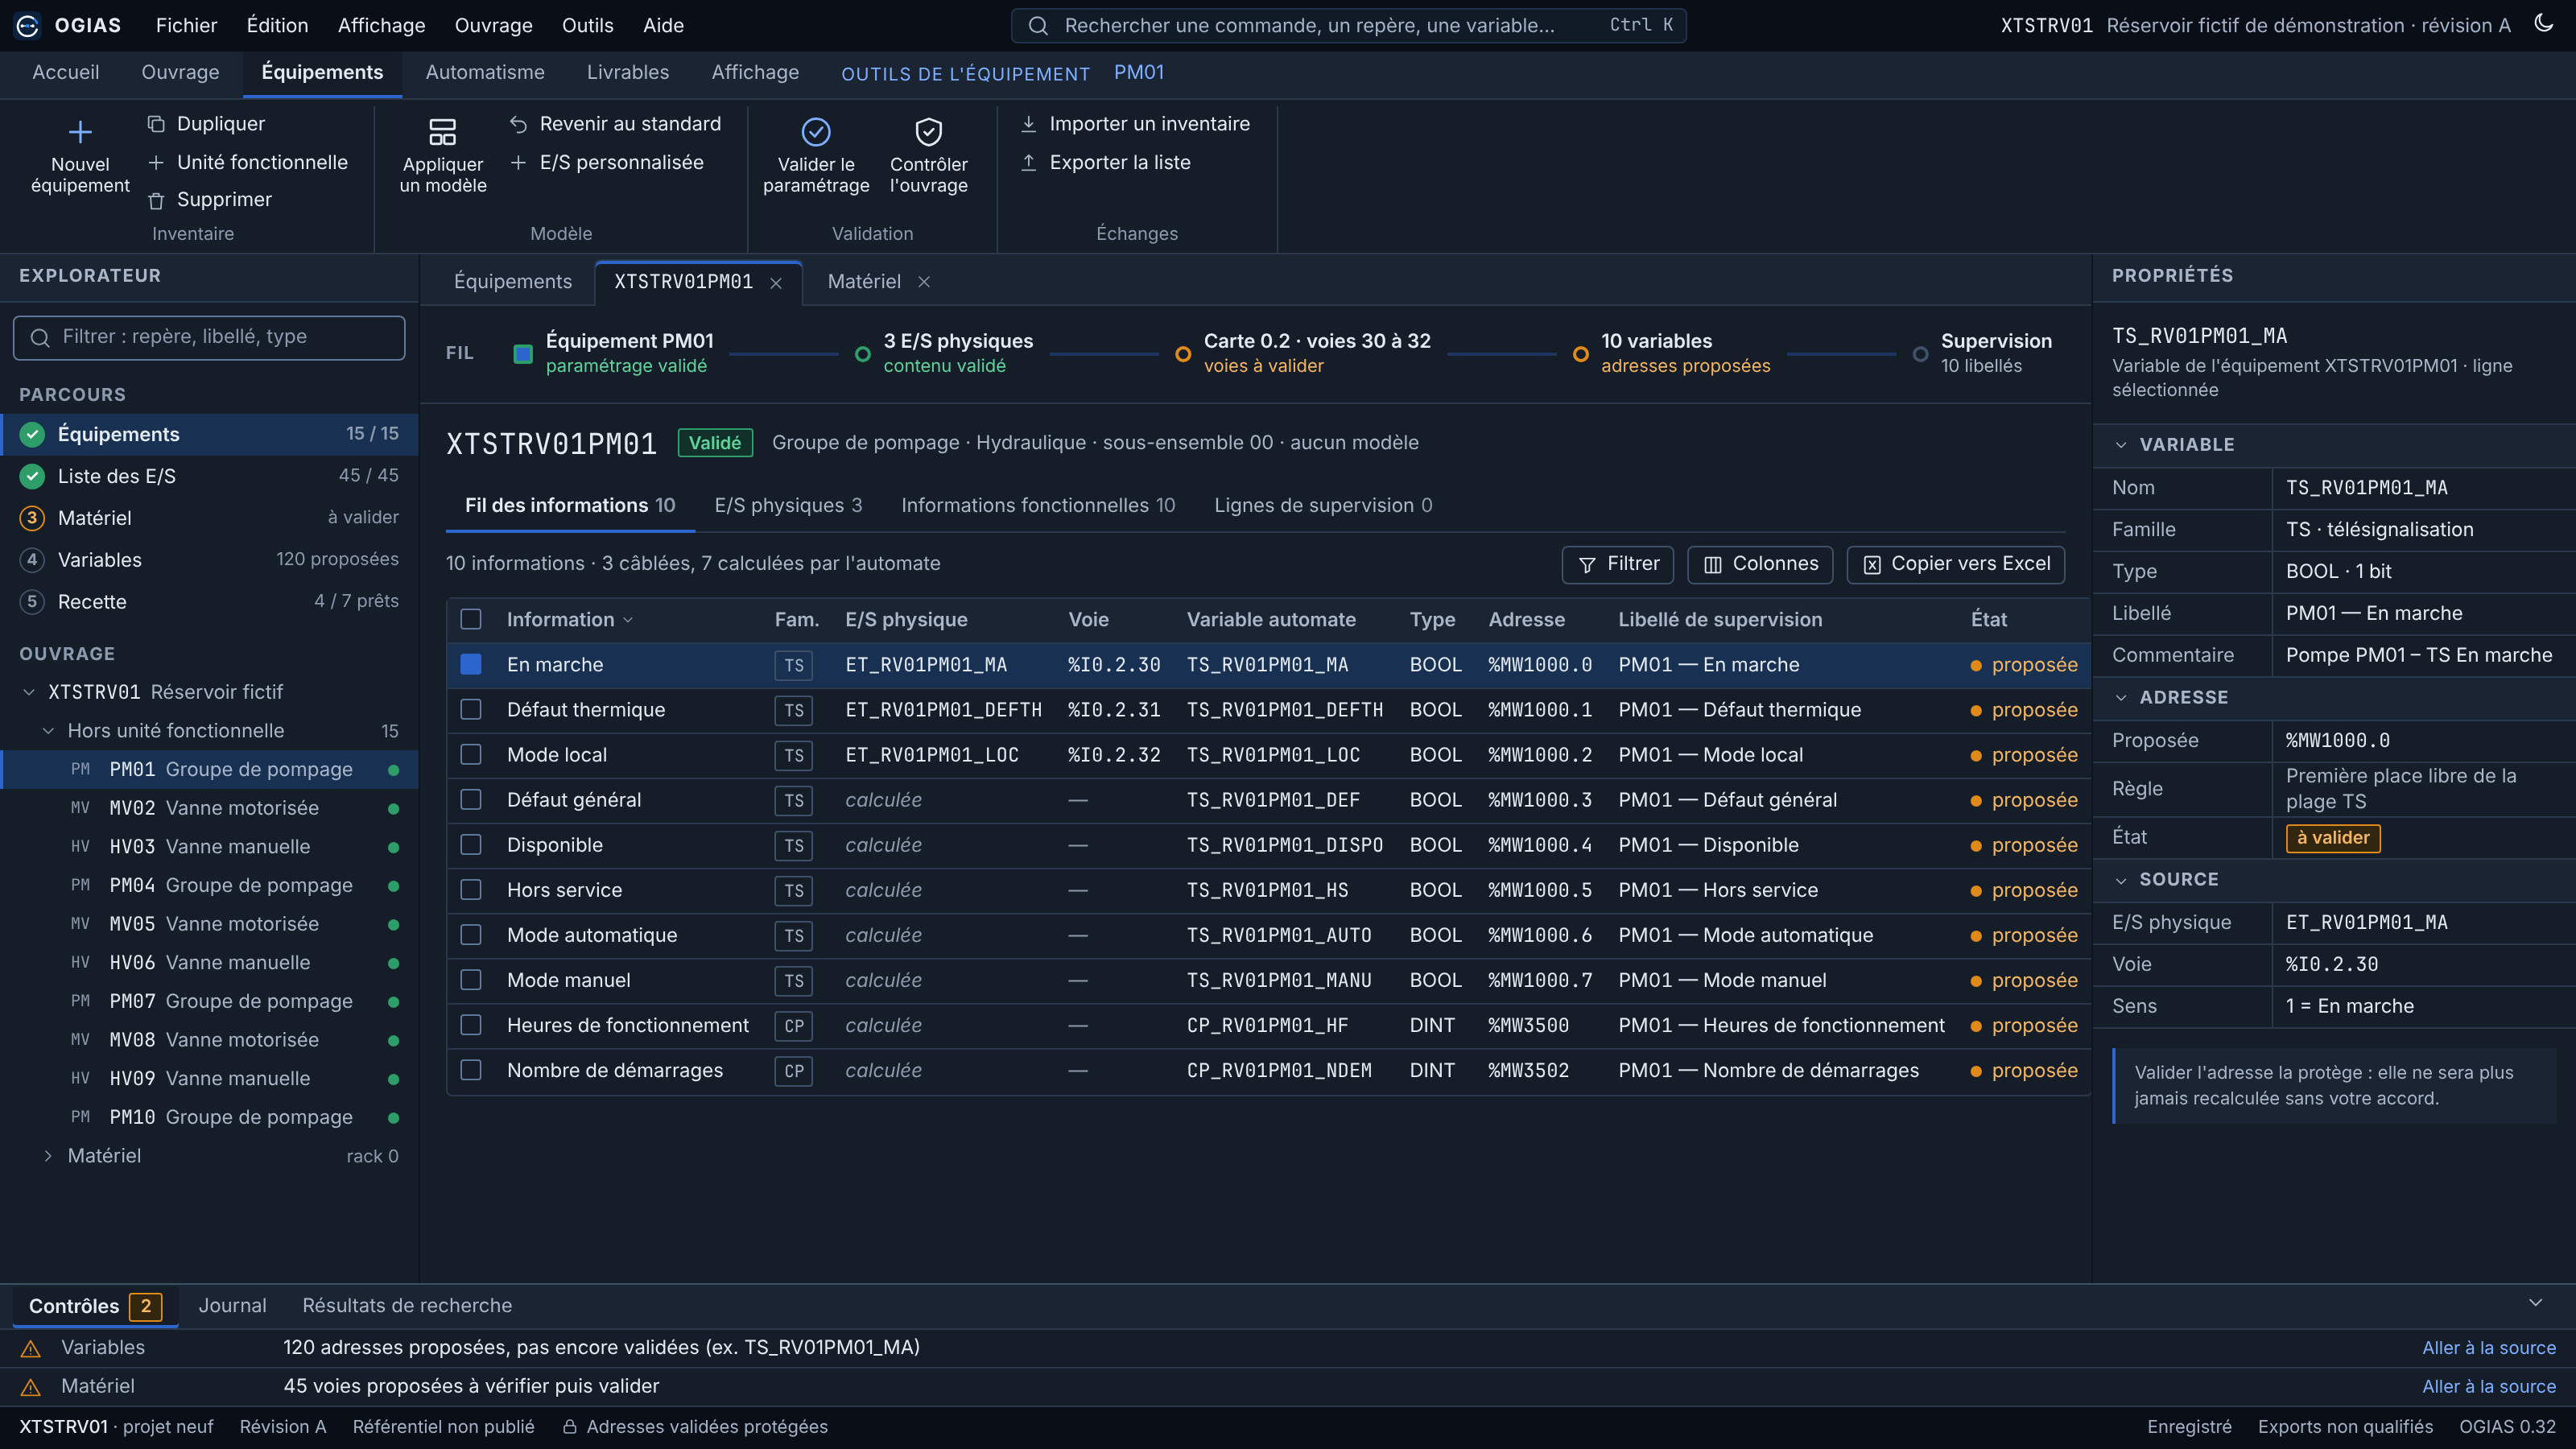 OGIAS Fichier Édition Affichage Ouvrage Outils Aide Rechercher une commande, un repère, une variable... Ctrl K XTSTRV01 Réservoir fictif de démonstration · révision A
Accueil Ouvrage Équipements Automatisme Livrables Affichage OUTILS DE L'ÉQUIPEMENT PM01
Nouvel équipement
Dupliquer
Unité fonctionnelle
Supprimer
Inventaire
Appliquer un modèle
Revenir au standard
E/S personnalisée
Modèle
Valider le paramétrage
Contrôler l'ouvrage
Validation
Importer un inventaire
Exporter la liste
Échanges
EXPLORATEUR
Filtrer : repère, libellé, type
PARCOURS
Équipements 15 / 15
Liste des E/S 45 / 45
3 Matériel à valider
4 Variables 120 proposées
5 Recette 4 / 7 prêts
OUVRAGE
XTSTRV01 Réservoir fictif
Hors unité fonctionnelle 15
PM PM01 Groupe de pompage
MV MV02 Vanne motorisée
HV HV03 Vanne manuelle
PM PM04 Groupe de pompage
MV MV05 Vanne motorisée
HV HV06 Vanne manuelle
PM PM07 Groupe de pompage
MV MV08 Vanne motorisée
HV HV09 Vanne manuelle
PM PM10 Groupe de pompage
Matériel rack 0
Équipements XTSTRV01PM01 Matériel
FIL
Équipement PM01
paramétrage validé
3 E/S physiques
contenu validé
Carte 0.2 · voies 30 à 32
voies à valider
10 variables
adresses proposées
Supervision
10 libellés
XTSTRV01PM01 Validé Groupe de pompage · Hydraulique · sous-ensemble 00 · aucun modèle
Fil des informations 10 E/S physiques 3 Informations fonctionnelles 10 Lignes de supervision 0
10 informations · 3 câblées, 7 calculées par l'automate Filtrer Colonnes Copier vers Excel
Information Fam. E/S physique Voie Variable automate Type Adresse Libellé de supervision État
En marche TS ET_RV01PM01_MA %I0.2.30 TS_RV01PM01_MA BOOL %MW1000.0 PM01 — En marche proposée
Défaut thermique TS ET_RV01PM01_DEFTH %I0.2.31 TS_RV01PM01_DEFTH BOOL %MW1000.1 PM01 — Défaut thermique proposée
Mode local TS ET_RV01PM01_LOC %I0.2.32 TS_RV01PM01_LOC BOOL %MW1000.2 PM01 — Mode local proposée
Défaut général TS calculée — TS_RV01PM01_DEF BOOL %MW1000.3 PM01 — Défaut général proposée
Disponible TS calculée — TS_RV01PM01_DISPO BOOL %MW1000.4 PM01 — Disponible proposée
Hors service TS calculée — TS_RV01PM01_HS BOOL %MW1000.5 PM01 — Hors service proposée
Mode automatique TS calculée — TS_RV01PM01_AUTO BOOL %MW1000.6 PM01 — Mode automatique proposée
Mode manuel TS calculée — TS_RV01PM01_MANU BOOL %MW1000.7 PM01 — Mode manuel proposée
Heures de fonctionnement CP calculée — CP_RV01PM01_HF DINT %MW3500 PM01 — Heures de fonctionnement proposée
Nombre de démarrages CP calculée — CP_RV01PM01_NDEM DINT %MW3502 PM01 — Nombre de démarrages proposée
PROPRIÉTÉS
TS_RV01PM01_MA
Variable de l'équipement XTSTRV01PM01 · ligne
sélectionnée
VARIABLE
Nom TS_RV01PM01_MA
Famille TS · télésignalisation
Type BOOL · 1 bit
Libellé PM01 — En marche
Commentaire Pompe PM01 – TS En marche
ADRESSE
Proposée %MW1000.0
Règle Première place libre de la
plage TS
État à valider
SOURCE
E/S physique ET_RV01PM01_MA
Voie %I0.2.30
Sens 1 = En marche
Valider l'adresse la protège : elle ne sera plus
jamais recalculée sans votre accord.
Contrôles 2 Journal Résultats de recherche
Variables 120 adresses proposées, pas encore validées (ex. TS_RV01PM01_MA) Aller à la source
Matériel 45 voies proposées à vérifier puis valider Aller à la source
XTSTRV01 · projet neuf Révision A Référentiel non publié Adresses validées protégées Enregistré Exports non qualifiés OGIAS 0.32